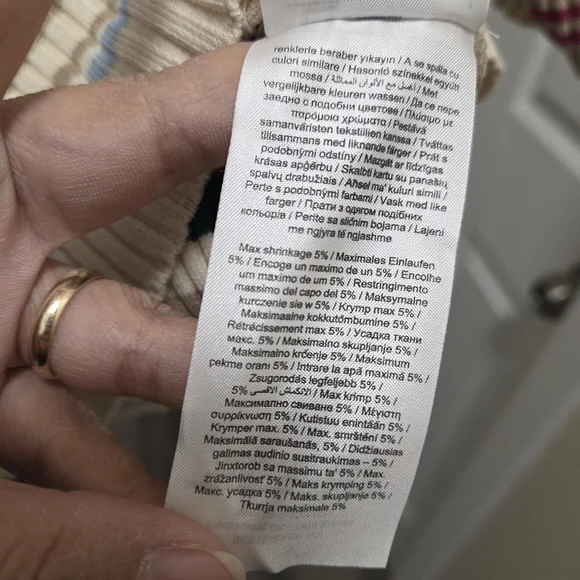 renklerle beraber yıkayın / A se spăla cu
culori similare / Hasonló színekkel együtt
mossa / اغسل مع الألوان المماثلة / Met
vergelijkbare kleuren wassen / Да се пере
заедно с подобни цветове / Πλύσιμο με
παρόμοια χρώματα / Pestävä
samanväristen tekstiilien kanssa / Tvättas
tillsammans med liknande färger / Prát s
podobnými odstíny / Mazgāt ar līdzīgas
krāsas apģērbu / Skalbti kartu su panašių
spalvų drabužiais / Aħsel ma' kuluri simili /
Perte s podobnými farbami / Vask med like
farger / Прати з одягом подібних
кольорів / Perite sa sličnim bojama / Lajeni
me ngjyra të ngjashme
Max shrinkage 5% / Maximales Einlaufen
5% / Encoge un maximo de un 5% / Encolhe
um maximo de um 5% / Restringimento
massimo del capo del 5% / Maksymalne
kurczenie sie w 5% / Krymp max 5% /
Maksimaalne kokkutõmbumine 5% /
Rétrécissement max 5% / Усадка ткани
макс. 5% / Maksimalno skupljanje 5% /
Maksimalno krčenje 5% / Maksimum
çekme oranı 5% / Intrare la apă maximă 5% /
Zsugorodás legfeljebb 5% /
الانكماش الأقصى 5% / Max krimp 5% /
Максимално свиване 5% / Μέγιστη
συρρίκνωση 5% / Kutistuu enintään 5% /
Krymper max. 5% / Max. smrštění 5% /
Maksimālā saraušanās, 5% / Didžiausias
galimas audinio susitraukimas – 5% /
Jinxtorob sa massimu ta' 5% / Max.
zrážanlivosť 5% / Maks krymping 5% /
Макс. усадка 5% / Maks. skupljanje 5% /
Tkurrja maksimale 5%